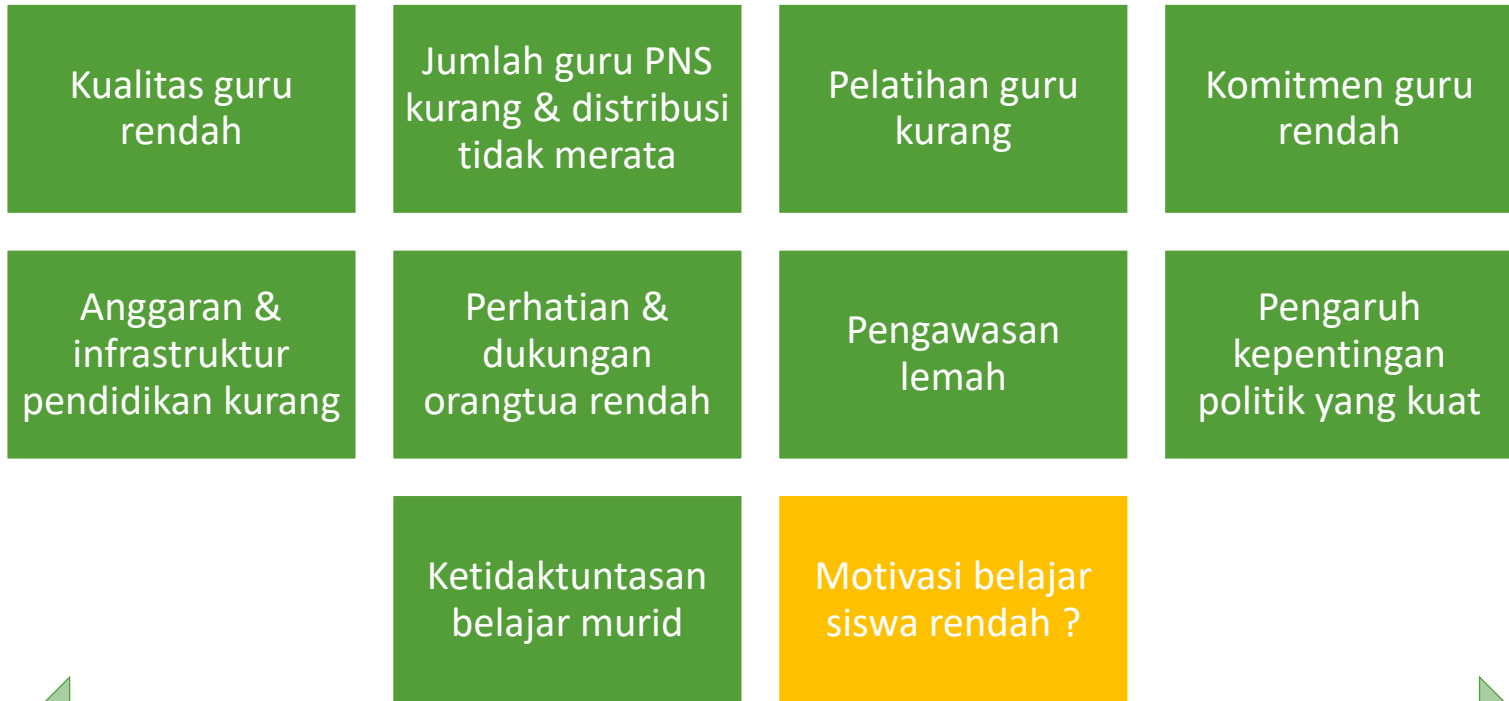 Kualitas guru
rendah
Jumlah guru PNS
kurang & distribusi
tidak merata
Pelatihan guru
kurang
Komitmen guru
rendah
Anggaran &
infrastruktur
pendidikan kurang
Perhatian &
dukungan
orangtua rendah
Pengawasan
lemah
Pengaruh
kepentingan
politik yang kuat
Ketidaktuntasan
belajar murid
Motivasi belajar
siswa rendah ?